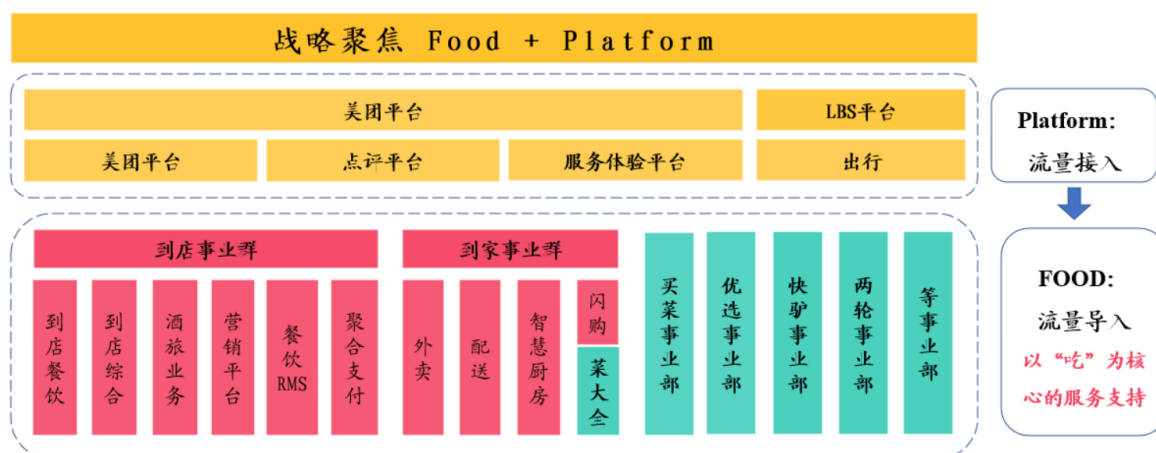 战略聚焦 Food + Platform
美团平台
LBS平台
美团平台
点评平台
服务体验平台
出行
Platform:
流量接入
到店事业群
到家事业群
到店餐饮
到店综合
酒旅业务
营销平台
餐饮RMS
聚合支付
外卖
配送
智慧厨房
闪购
菜大全
买菜事业部
优选事业部
快驴事业部
两轮事业部
等事业部
FOOD:
流量导入
以“吃”为核
心的服务支持